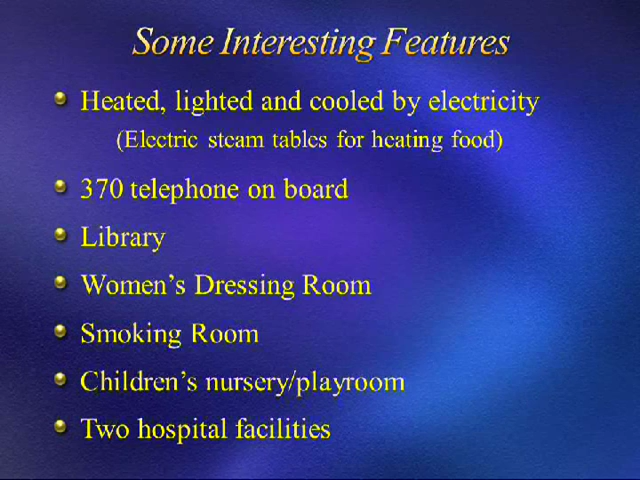 Some Interesting Features
Heated, lighted and cooled by electricity
(Electric steam tables for heating food)
370 telephone on board
Library
Women’s Dressing Room
Smoking Room
Children’s nursery/playroom
Two hospital facilities